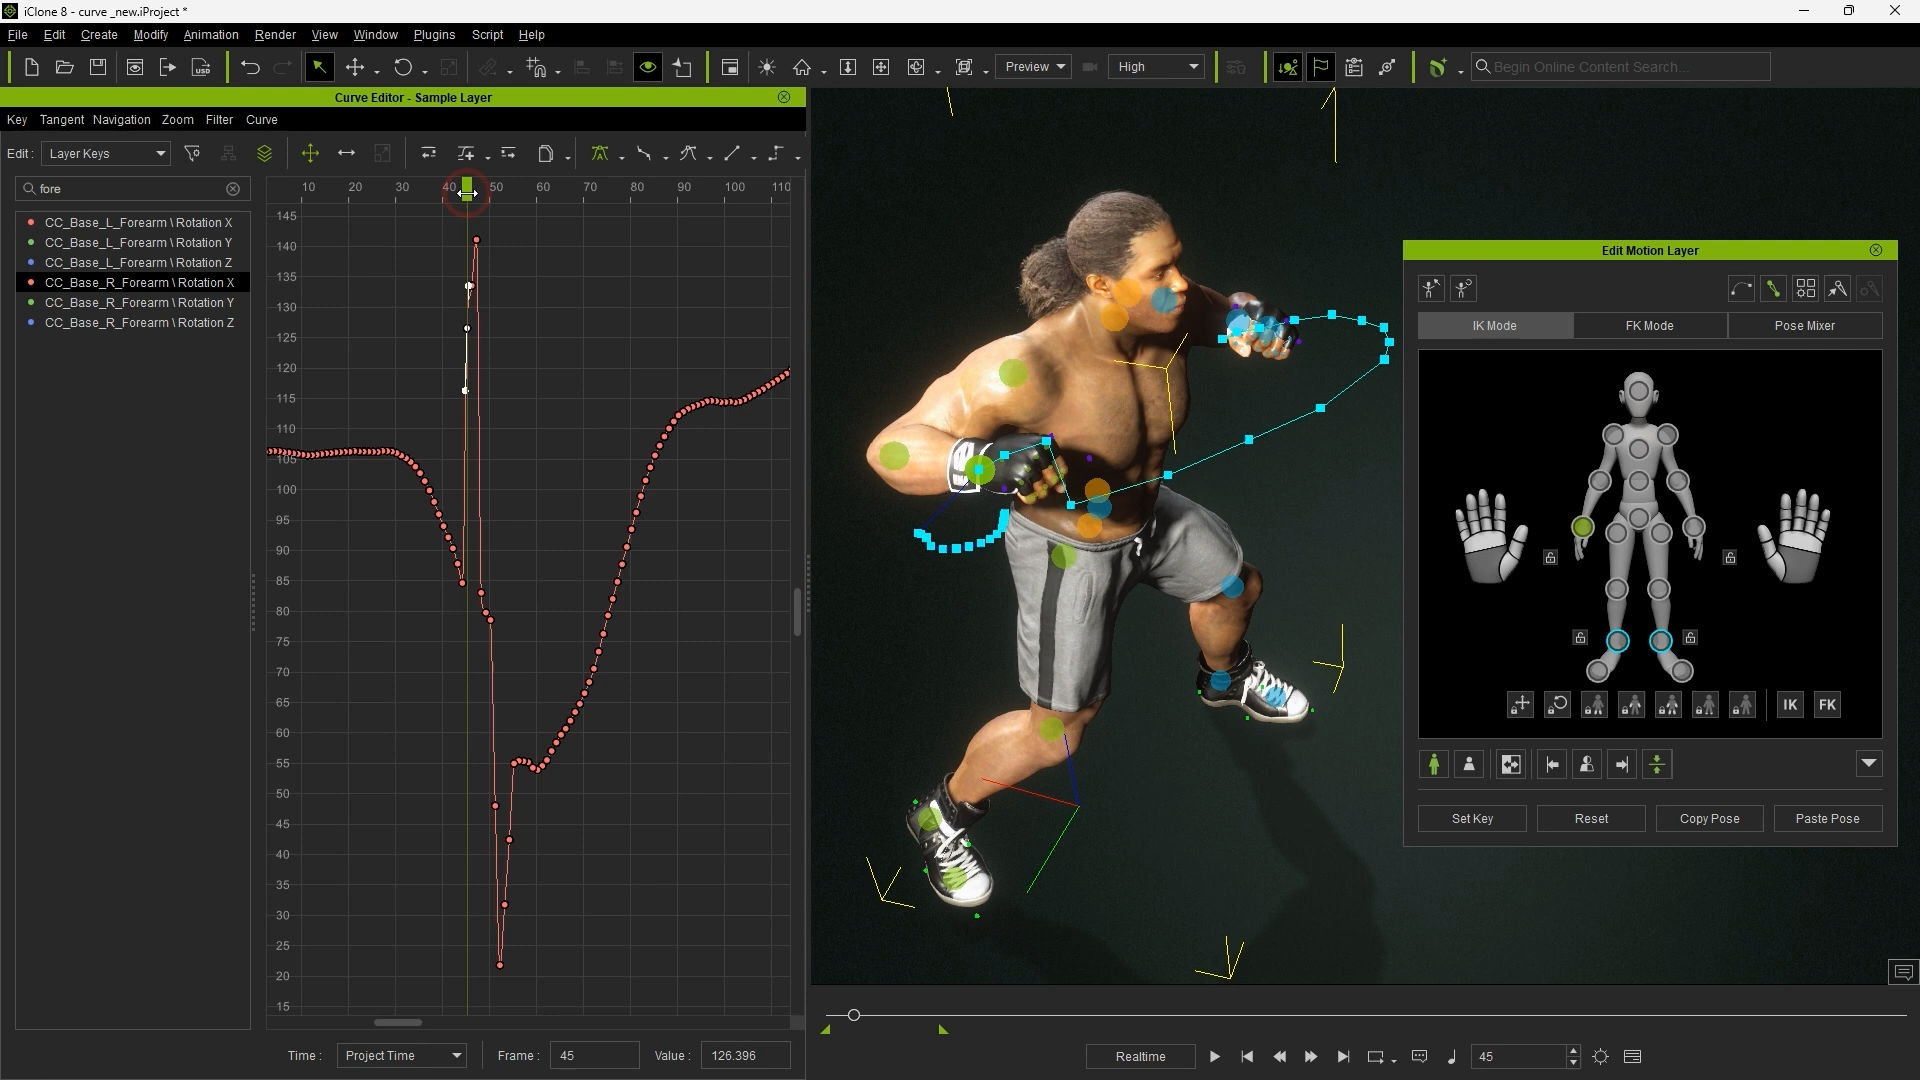 iClone 8 - curve _new.iProject *
File Edit Create Modify Animation Render View Window Plugins Script Help
USD Preview High Begin Online Content Search...
Curve Editor - Sample Layer
Key Tangent Navigation Zoom Filter Curve
Edit : Layer Keys
fore
CC_Base_L_Forearm \ Rotation X
CC_Base_L_Forearm \ Rotation Y
CC_Base_L_Forearm \ Rotation Z
CC_Base_R_Forearm \ Rotation X
CC_Base_R_Forearm \ Rotation Y
CC_Base_R_Forearm \ Rotation Z
10 20 30 40 50 60 70 80 90 100 110
145
140
135
130
125
120
115
110
105
100
95
90
85
80
75
70
65
60
55
50
45
40
35
30
25
20
15
Time : Project Time Frame : 45 Value : 126.396
Edit Motion Layer
IK Mode FK Mode Pose Mixer
IK FK
Set Key Reset Copy Pose Paste Pose
Realtime 45